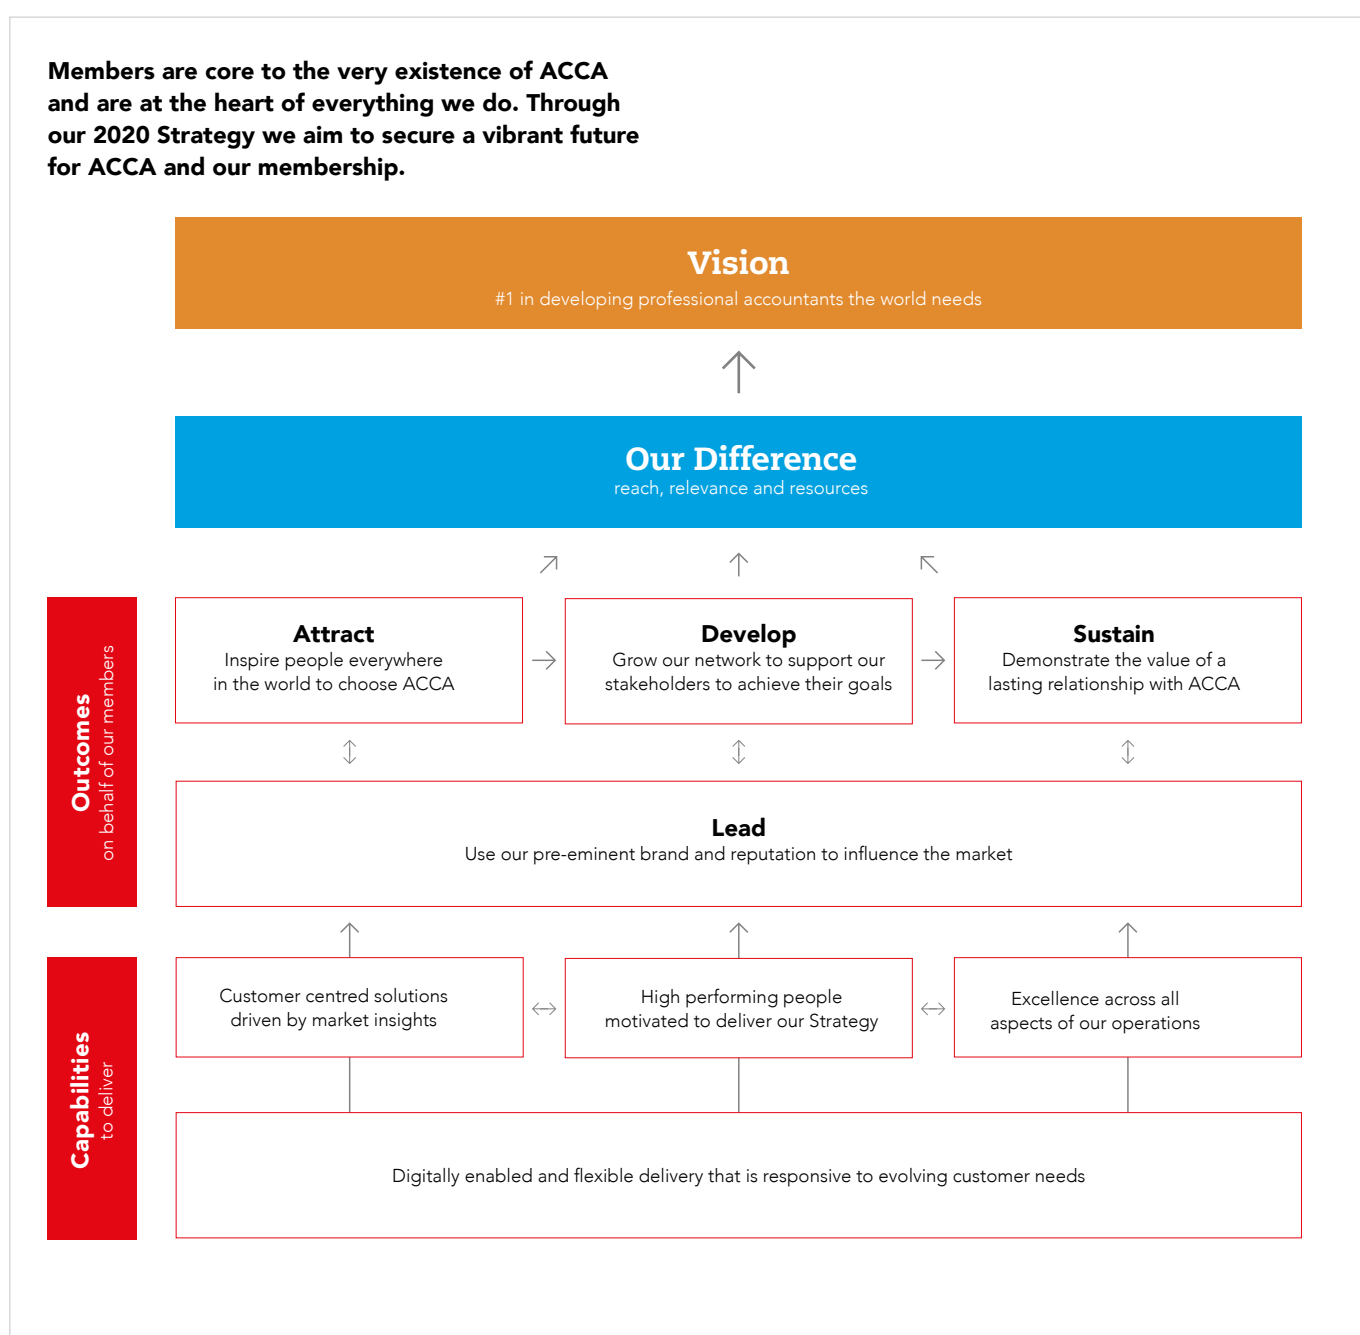 Members are core to the very existence of ACCA
and are at the heart of everything we do. Through
our 2020 Strategy we aim to secure a vibrant future
for ACCA and our membership.
Vision
#1 in developing professional accountants the world needs
Our Difference
reach, relevance and resources
Outcomes
on behalf of our members
Attract
Inspire people everywhere
in the world to choose ACCA
Develop
Grow our network to support our
stakeholders to achieve their goals
Sustain
Demonstrate the value of a
lasting relationship with ACCA
Lead
Use our pre-eminent brand and reputation to influence the market
Capabilities
to deliver
Customer centred solutions
driven by market insights
High performing people
motivated to deliver our Strategy
Excellence across all
aspects of our operations
Digitally enabled and flexible delivery that is responsive to evolving customer needs